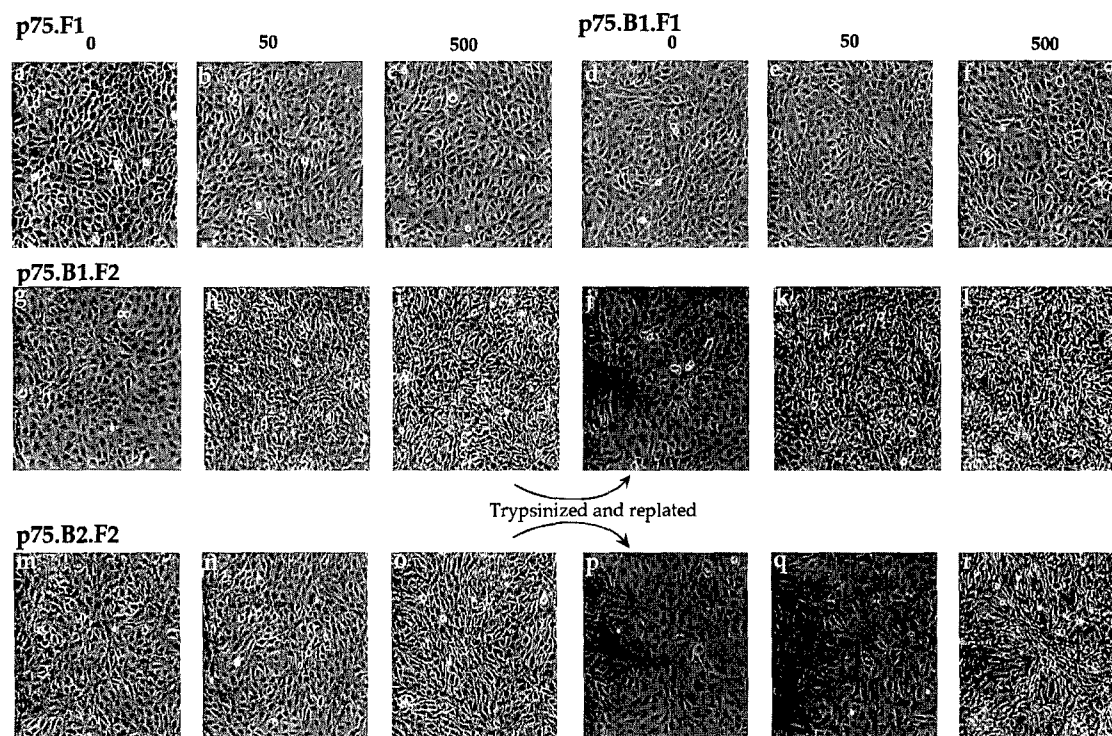 p75.F1 p75.B1.F1
0 50 500 0 50 500
a b c d e f
p75.B1.F2
g h i j k l
Trypsinized and replated
p75.B2.F2
m n o p q r